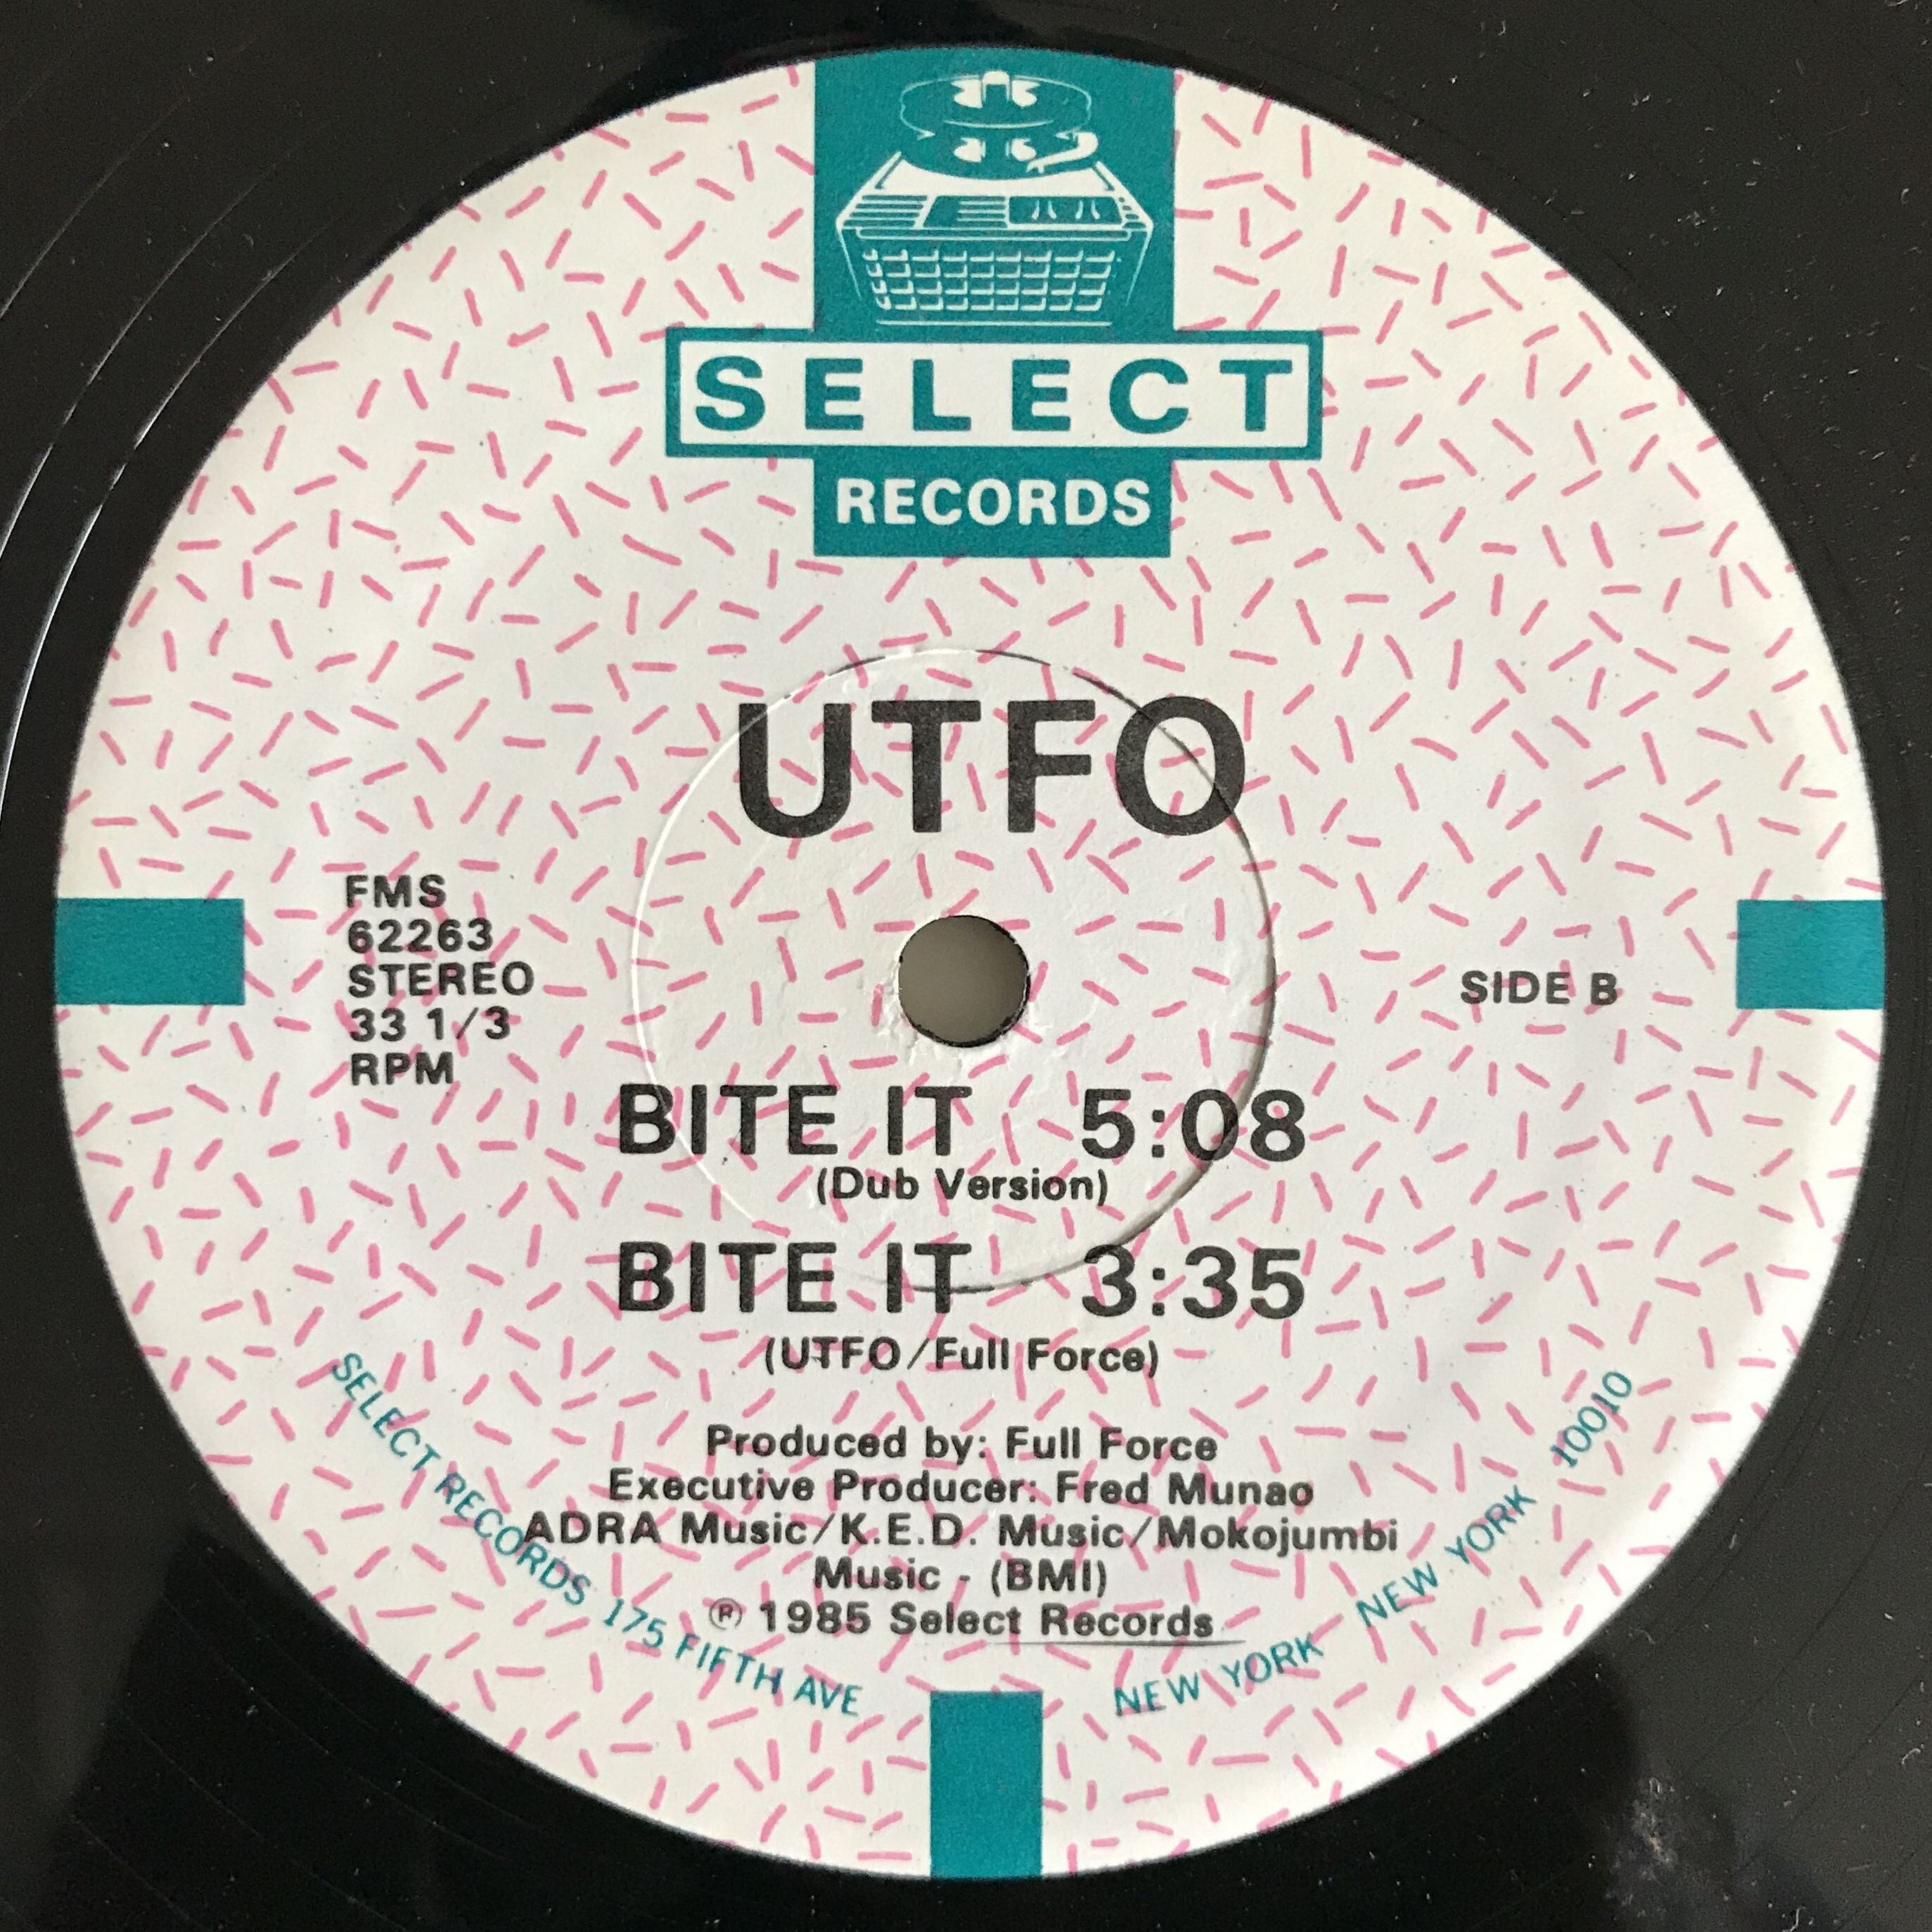 SELECT
RECORDS
UTFO
FMS
62263
STEREO
33 1/3
RPM
SIDE B
BITE IT 5:08
(Dub Version)
BITE IT 3:35
(UTFO/Full Force)
Produced by: Full Force
Executive Producer: Fred Munao
ADRA Music/K.E.D. Music/Mokojumbi
Music - (BMI)
℗ 1985 Select Records
SELECT RECORDS 175 FIFTH AVE NEW YORK NEW YORK 10010